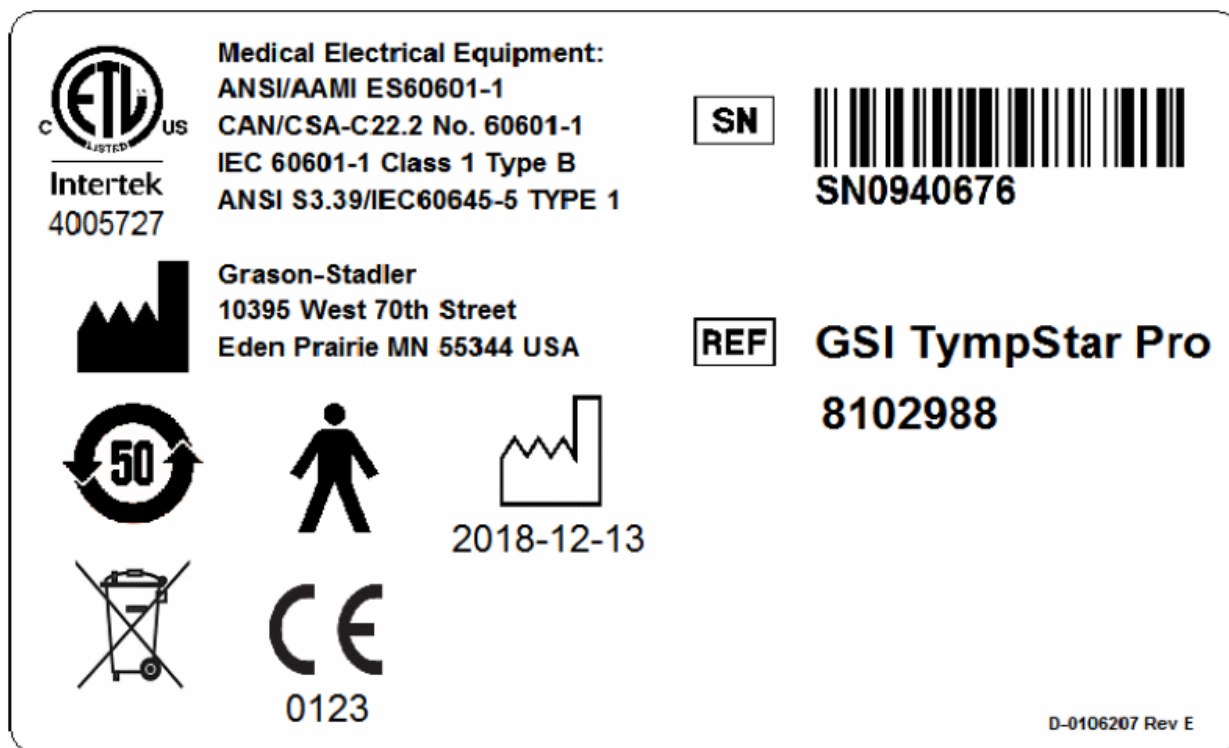 ETL
C US
LISTED
Intertek
4005727
Medical Electrical Equipment:
ANSI/AAMI ES60601-1
CAN/CSA-C22.2 No. 60601-1
IEC 60601-1 Class 1 Type B
ANSI S3.39/IEC60645-5 TYPE 1
SN
SN0940676
Grason-Stadler
10395 West 70th Street
Eden Prairie MN 55344 USA
REF
GSI TympStar Pro
8102988
50
2018-12-13
CE
0123
D-0106207 Rev E